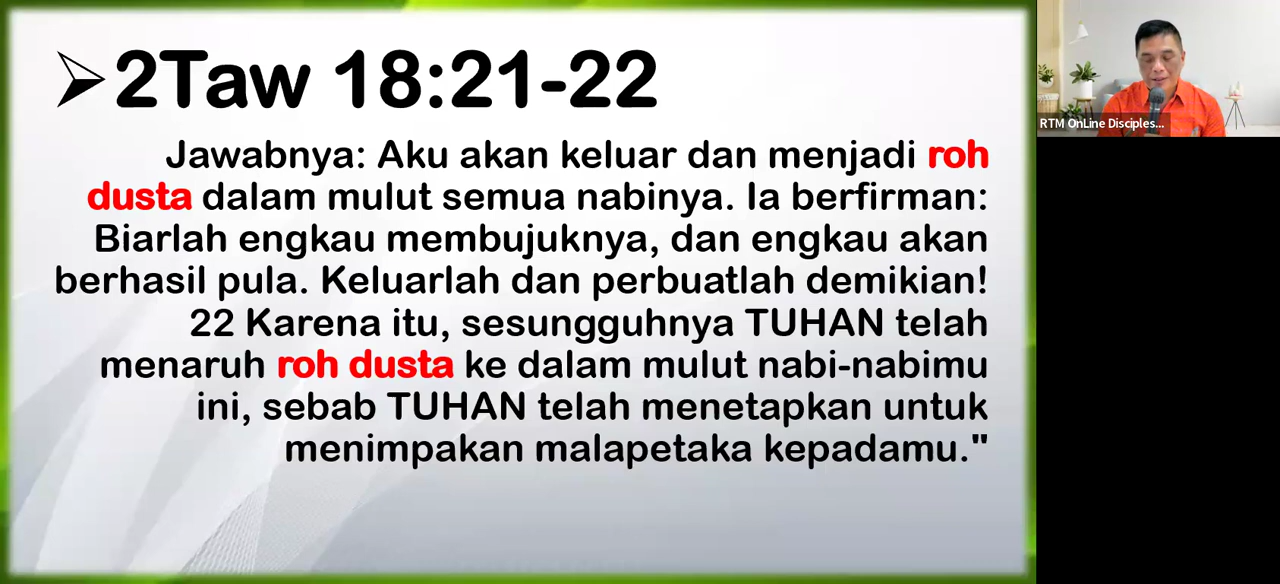 2Taw 18:21-22
Jawabnya: Aku akan keluar dan menjadi roh
dusta dalam mulut semua nabinya. Ia berfirman:
Biarlah engkau membujuknya, dan engkau akan
berhasil pula. Keluarlah dan perbuatlah demikian!
22 Karena itu, sesungguhnya TUHAN telah
menaruh roh dusta ke dalam mulut nabi-nabimu
ini, sebab TUHAN telah menetapkan untuk
menimpakan malapetaka kepadamu."
RTM OnLine Disciples...